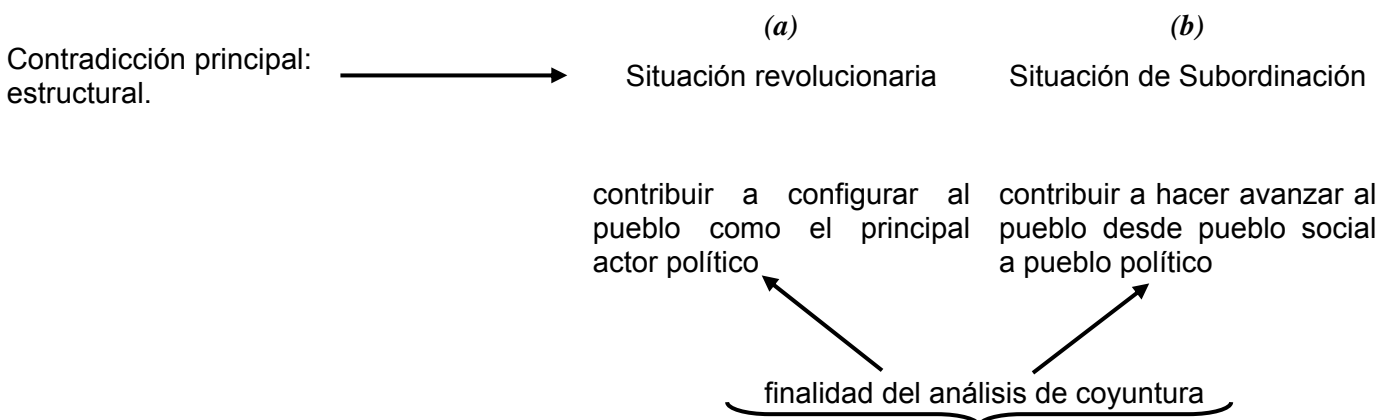 (a) (b)
Contradicción principal:
estructural.
Situación revolucionaria Situación de Subordinación
contribuir a configurar al
pueblo como el principal
actor político
contribuir a hacer avanzar al
pueblo desde pueblo social
a pueblo político
finalidad del análisis de coyuntura